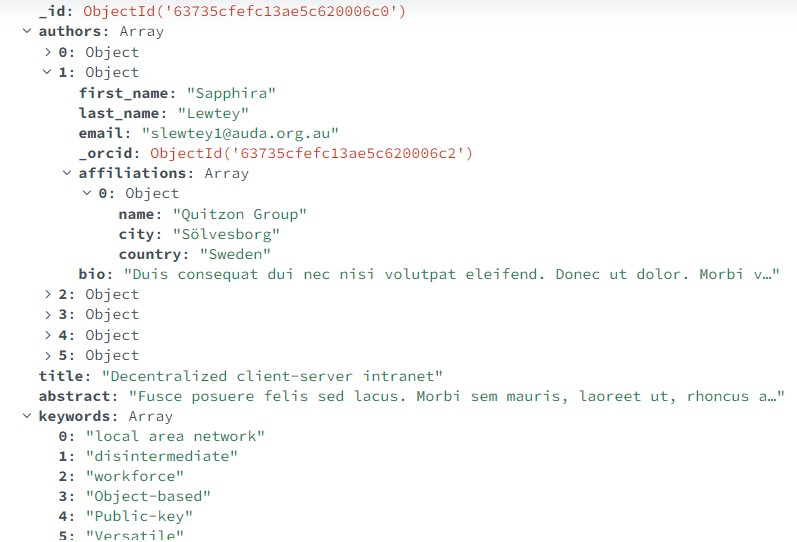 _id: ObjectId('63735cfefc13ae5c620006c0')
authors: Array
0: Object
1: Object
first_name: "Sapphira"
last_name: "Lewtey"
email: "slewtey1@auda.org.au"
_orcid: ObjectId('63735cfefc13ae5c620006c2')
affiliations: Array
0: Object
name: "Quitzon Group"
city: "Sölvesborg"
country: "Sweden"
bio: "Duis consequat dui nec nisi volutpat eleifend. Donec ut dolor. Morbi v…"
2: Object
3: Object
4: Object
5: Object
title: "Decentralized client-server intranet"
abstract: "Fusce posuere felis sed lacus. Morbi sem mauris, laoreet ut, rhoncus a…"
keywords: Array
0: "local area network"
1: "disintermediate"
2: "workforce"
3: "Object-based"
4: "Public-key"
5: "Versatile"